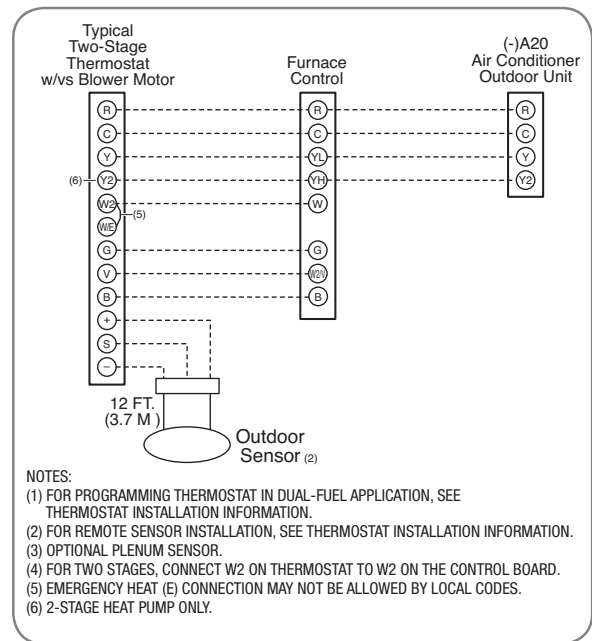 Typical
Two-Stage
Thermostat
w/vs Blower Motor
Furnace
Control
(-)A20
Air Conditioner
Outdoor Unit
R R R
C C C
Y YL Y
(6) Y2 YH Y2
W2 W
(5)
W/E
G G
V W2/V
B B
+
S
–
12 FT.
(3.7 M )
Outdoor
Sensor (2)
NOTES:
(1) FOR PROGRAMMING THERMOSTAT IN DUAL-FUEL APPLICATION, SEE
THERMOSTAT INSTALLATION INFORMATION.
(2) FOR REMOTE SENSOR INSTALLATION, SEE THERMOSTAT INSTALLATION INFORMATION.
(3) OPTIONAL PLENUM SENSOR.
(4) FOR TWO STAGES, CONNECT W2 ON THERMOSTAT TO W2 ON THE CONTROL BOARD.
(5) EMERGENCY HEAT (E) CONNECTION MAY NOT BE ALLOWED BY LOCAL CODES.
(6) 2-STAGE HEAT PUMP ONLY.